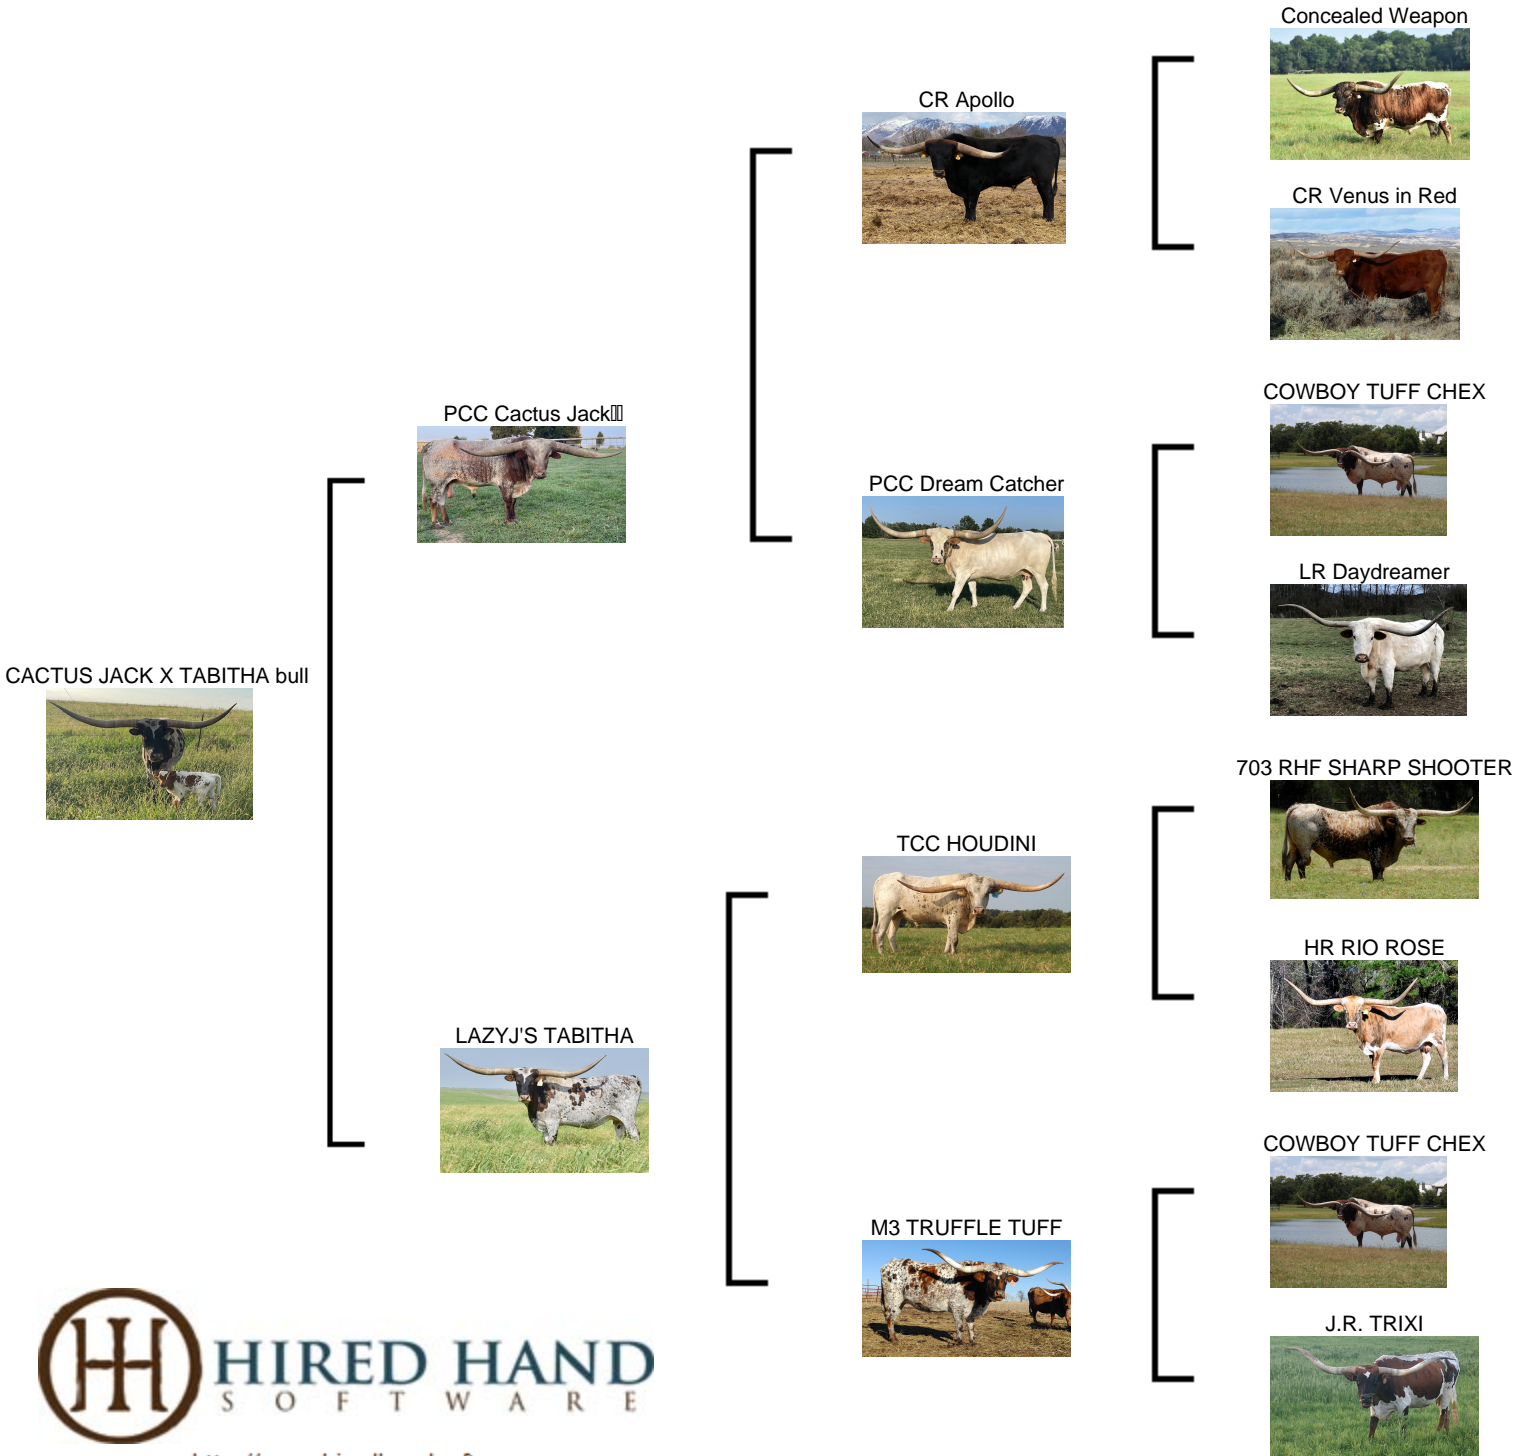 Concealed Weapon
CR Apollo
CR Venus in Red
COWBOY TUFF CHEX
PCC Cactus Jack
PCC Dream Catcher
LR Daydreamer
CACTUS JACK X TABITHA bull
703 RHF SHARP SHOOTER
TCC HOUDINI
HR RIO ROSE
LAZYJ'S TABITHA
COWBOY TUFF CHEX
M3 TRUFFLE TUFF
J.R. TRIXI
HIRED HAND
SOFTWARE